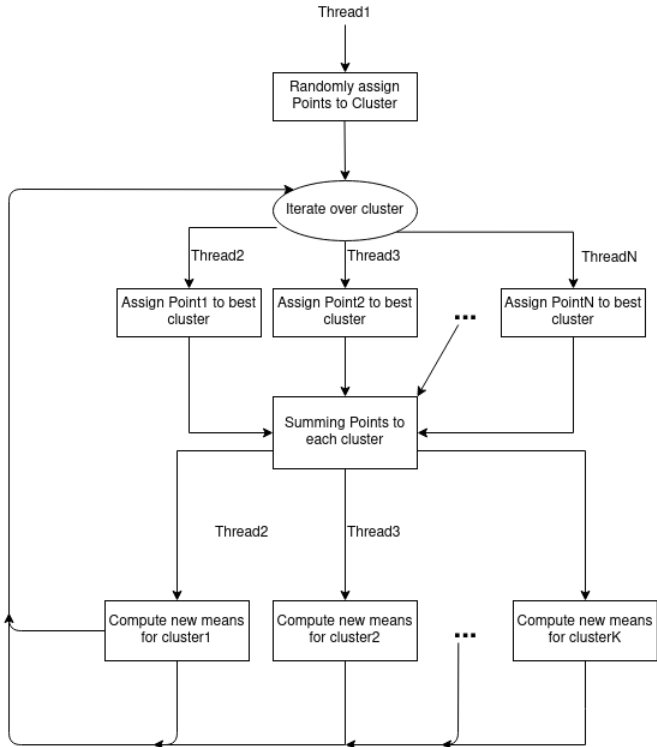 Thread1
Randomly assign
Points to Cluster
Iterate over cluster
Thread2
Thread3
ThreadN
Assign Point1 to best
cluster
Assign Point2 to best
cluster
...
Assign PointN to best
cluster
Summing Points to
each cluster
Thread2
Thread3
Compute new means
for cluster1
Compute new means
for cluster2
...
Compute new means
for clusterK